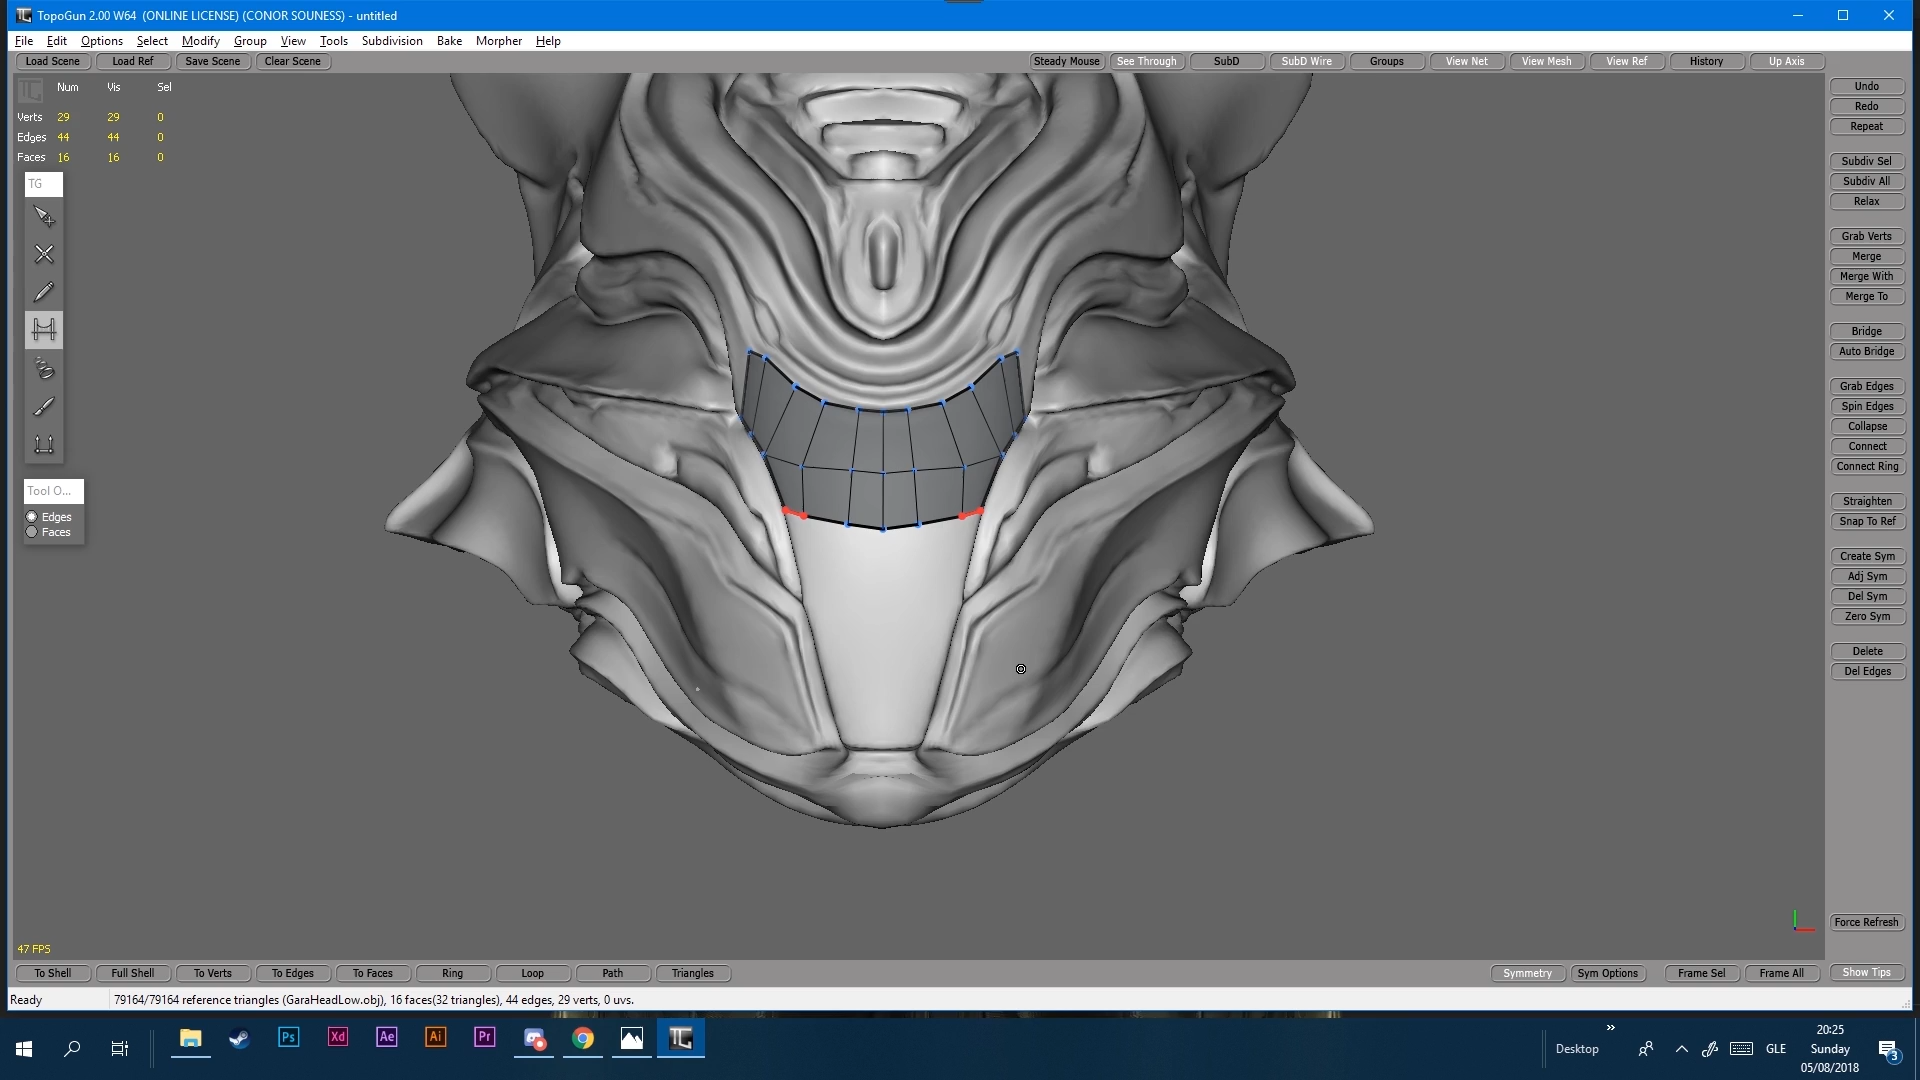 TopoGun 2.00 W64 (ONLINE LICENSE) (CONOR SOUNESS) - untitled
File Edit Options Select Modify Group View Tools Subdivision Bake Morpher Help
Load Scene Load Ref Save Scene Clear Scene Steady Mouse See Through SubD SubD Wire Groups View Net View Mesh View Ref History Up Axis
Num Vis Sel
Verts 29 29 0
Edges 44 44 0
Faces 16 16 0
TG
Tool O...
Edges
Faces
Undo
Redo
Repeat
Subdiv Sel
Subdiv All
Relax
Grab Verts
Merge
Merge With
Merge To
Bridge
Auto Bridge
Grab Edges
Spin Edges
Collapse
Connect
Connect Ring
Straighten
Snap To Ref
Create Sym
Adj Sym
Del Sym
Zero Sym
Delete
Del Edges
Force Refresh
47 FPS
To Shell Full Shell To Verts To Edges To Faces Ring Loop Path Triangles Symmetry Sym Options Frame Sel Frame All Show Tips
Ready 79164/79164 reference triangles (GaraHeadLow.obj), 16 faces(32 triangles), 44 edges, 29 verts, 0 uvs.
Ps Xd Ae Ai Pr
Desktop
GLE
20:25
Sunday
05/08/2018
3